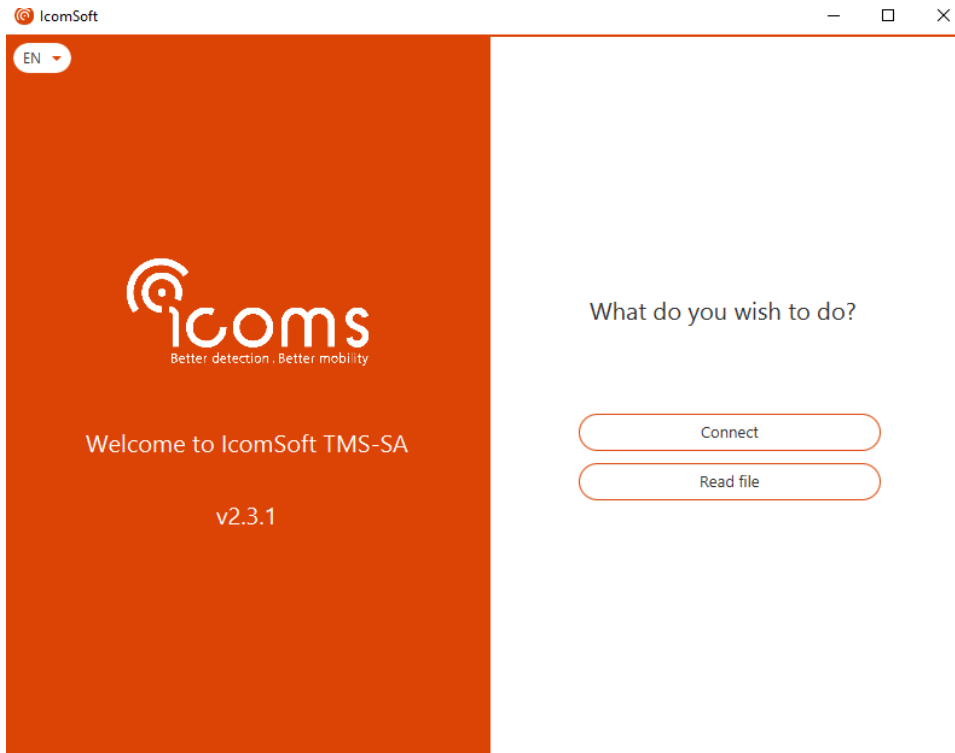 IcomSoft
EN
icoms
Better detection . Better mobility
Welcome to IcomSoft TMS-SA
v2.3.1
What do you wish to do?
Connect
Read file